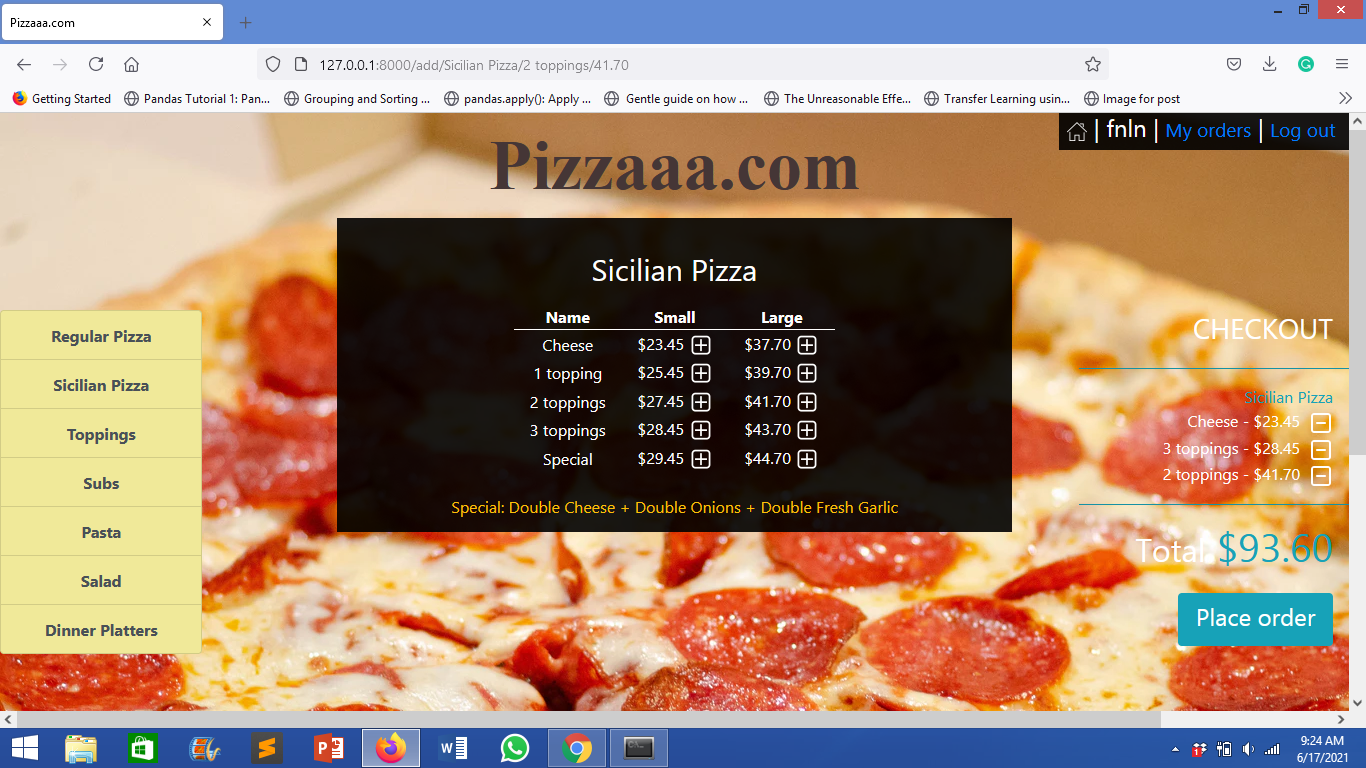 Pizzaaa.com
127.0.0.1:8000/add/Sicilian Pizza/2 toppings/41.70
Getting Started Pandas Tutorial 1: Pan... Grouping and Sorting ... pandas.apply(): Apply ... Gentle guide on how ... The Unreasonable Effe... Transfer Learning usin... Image for post
| fnln | My orders | Log out
Pizzaaa.com
Regular Pizza
Sicilian Pizza
Toppings
Subs
Pasta
Salad
Dinner Platters
Sicilian Pizza
Name Small Large
Cheese $23.45 $37.70
1 topping $25.45 $39.70
2 toppings $27.45 $41.70
3 toppings $28.45 $43.70
Special $29.45 $44.70
Special: Double Cheese + Double Onions + Double Fresh Garlic
CHECKOUT
Sicilian Pizza
Cheese - $23.45
3 toppings - $28.45
2 toppings - $41.70
Total $93.60
Place order
9:24 AM
6/17/2021